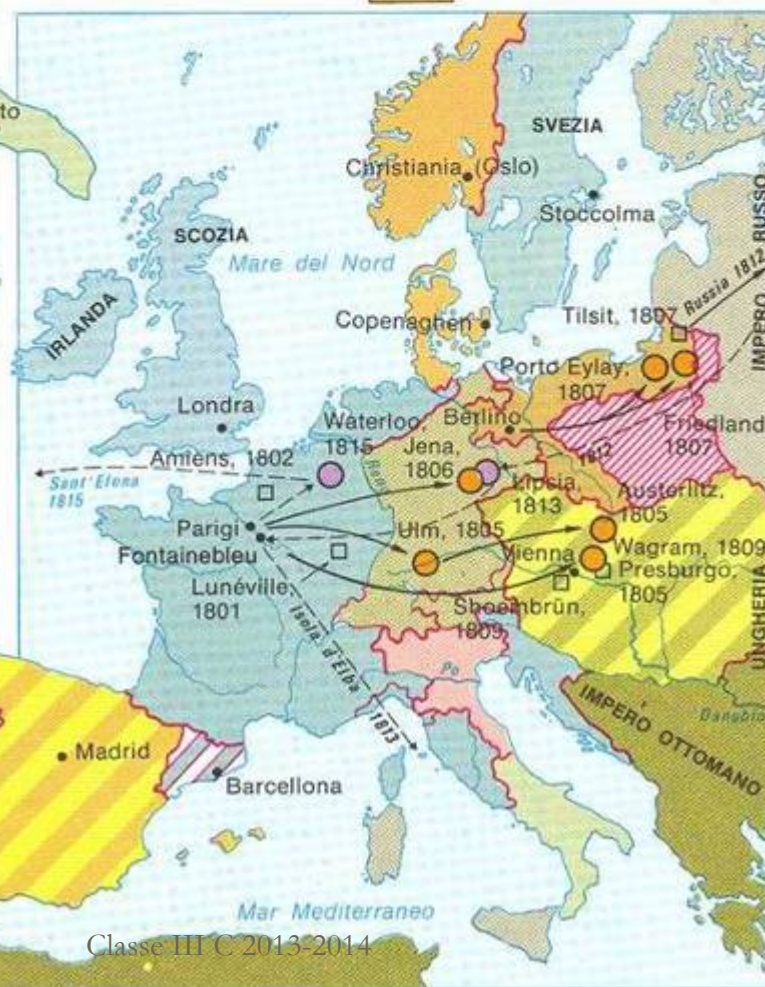 to
SVEZIA
Christiania (Oslo)
Stoccolma
SCOZIA
Mare del Nord
IRLANDA
IMPERO RUSSO
Russia 1812
Copenaghen
Tilsit, 1807
Porto Eylay,
1807
Londra
Waterloo,
1815
Berlino
Friedland
1807
Amiens, 1802
Jena,
1806
1812
Sant'Elena
1815
Reno
Lipsia,
1813
Austerlitz,
1805
Parigi
Fontainebleu
Ulm, 1805
Vienna
Wagram, 1809
Presburgo,
1805
Lunéville,
1801
Shoembrün,
1809
UNGHERIA
Isola d'Elba
1813
Po
IMPERO OTTOMANO
Danubio
Madrid
Barcellona
Mar Mediterraneo
Classe III C 2013-2014